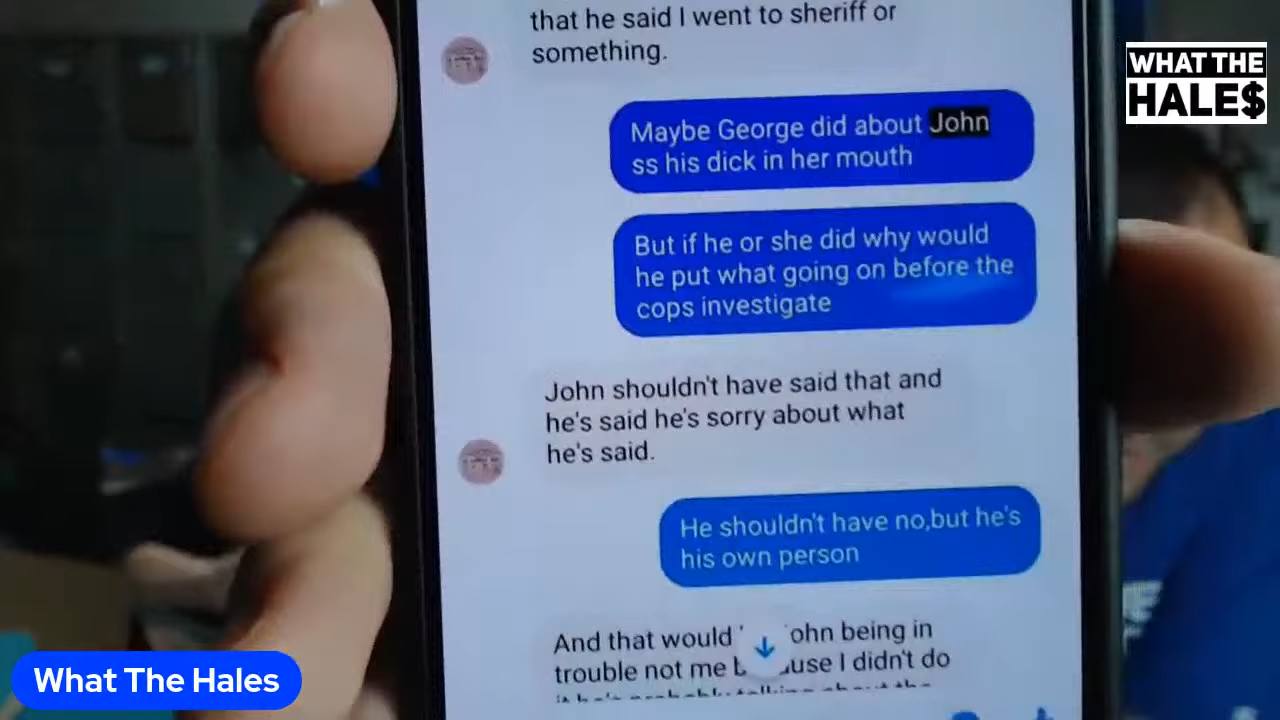 that he said I went to sheriff or
something.
WHAT THE
HALE$
Maybe George did about John
ss his dick in her mouth
But if he or she did why would
he put what going on before the
cops investigate
John shouldn't have said that and
he's said he's sorry about what
he's said.
He shouldn't have no,but he's
his own person
And that would ohn being in
trouble not me use I didn't do
What The Hales